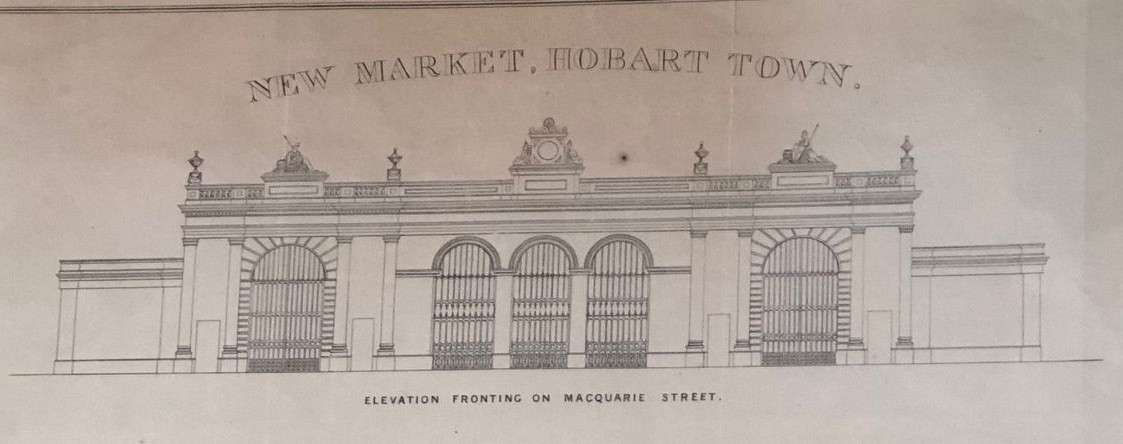 NEW MARKET, HOBART TOWN.
ELEVATION FRONTING ON MACQUARIE STREET.